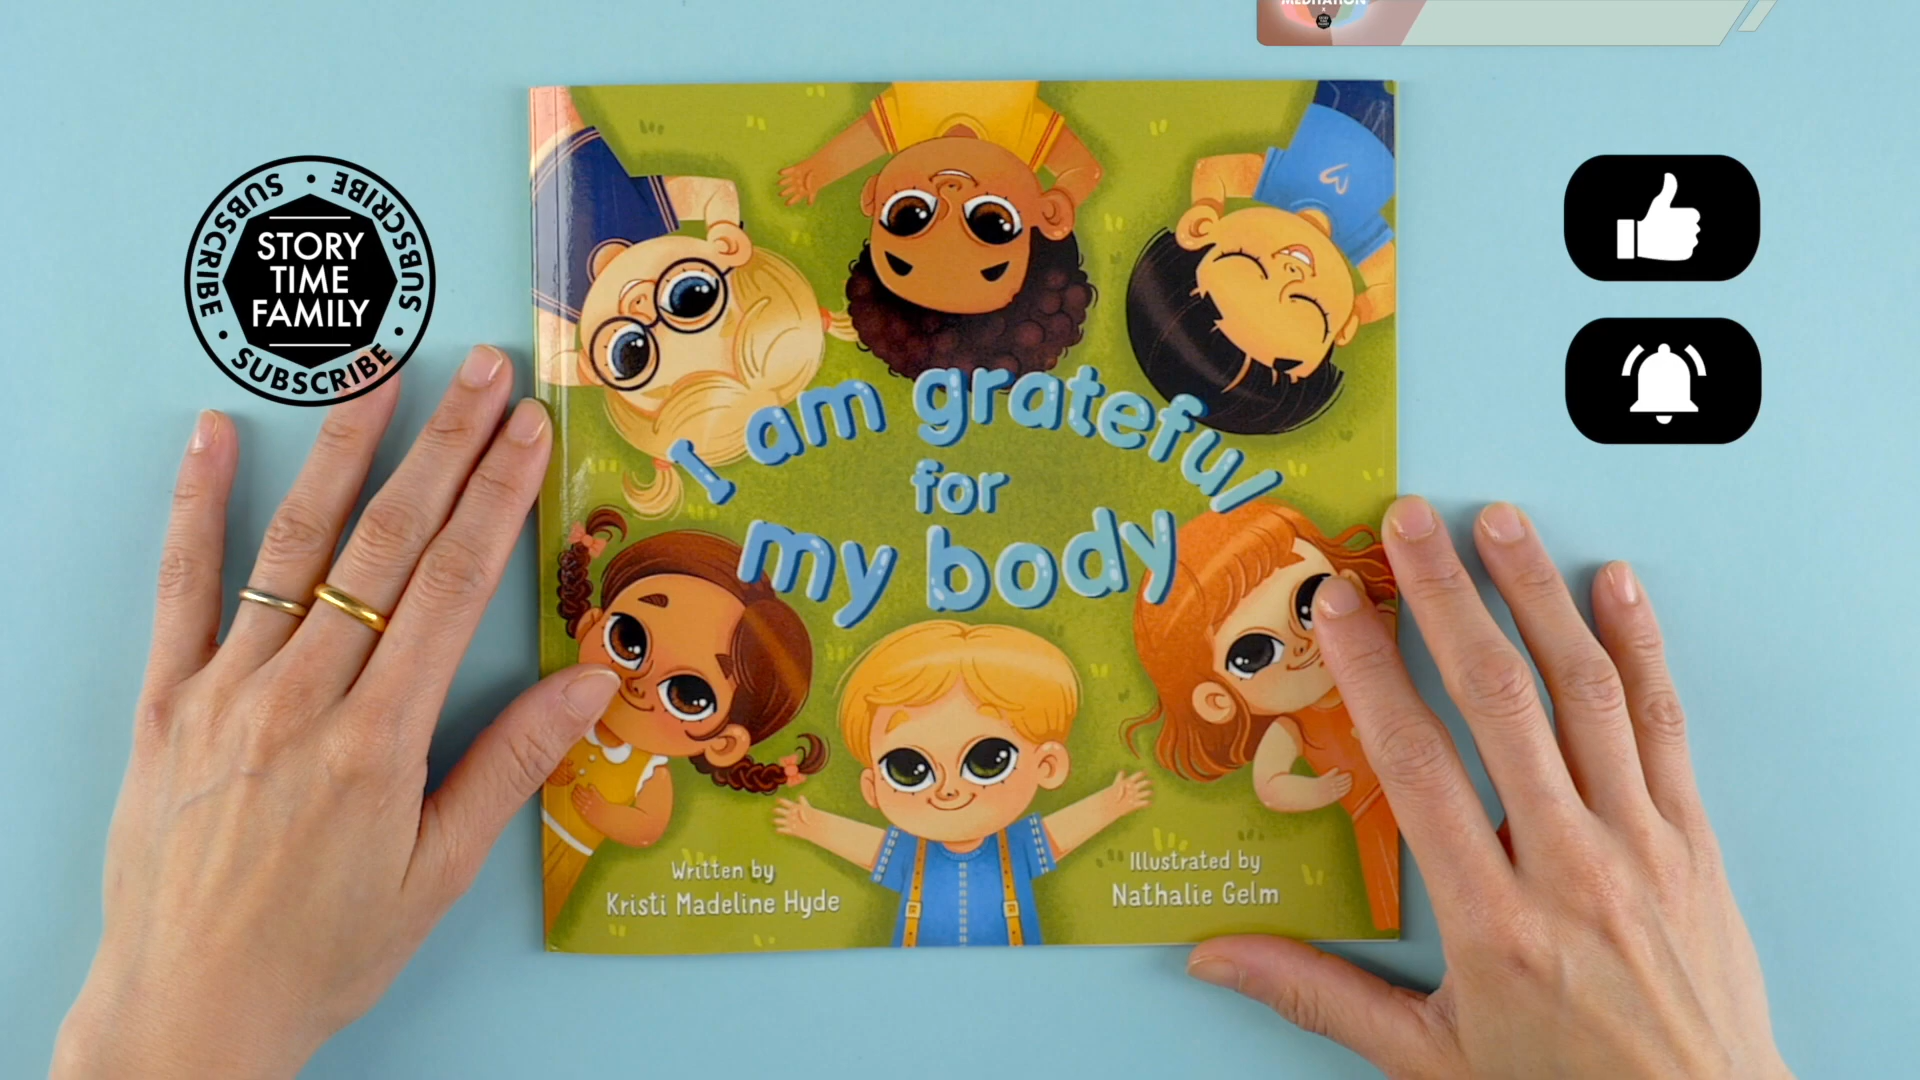 MEDITATION
SUBSCRIBE • SUBSCRIBE • SUBSCRIBE • SUBSCRIBE •
STORY
TIME
FAMILY
I am grateful
for
my body
Written by
Kristi Madeline Hyde
Illustrated by
Nathalie Gelm